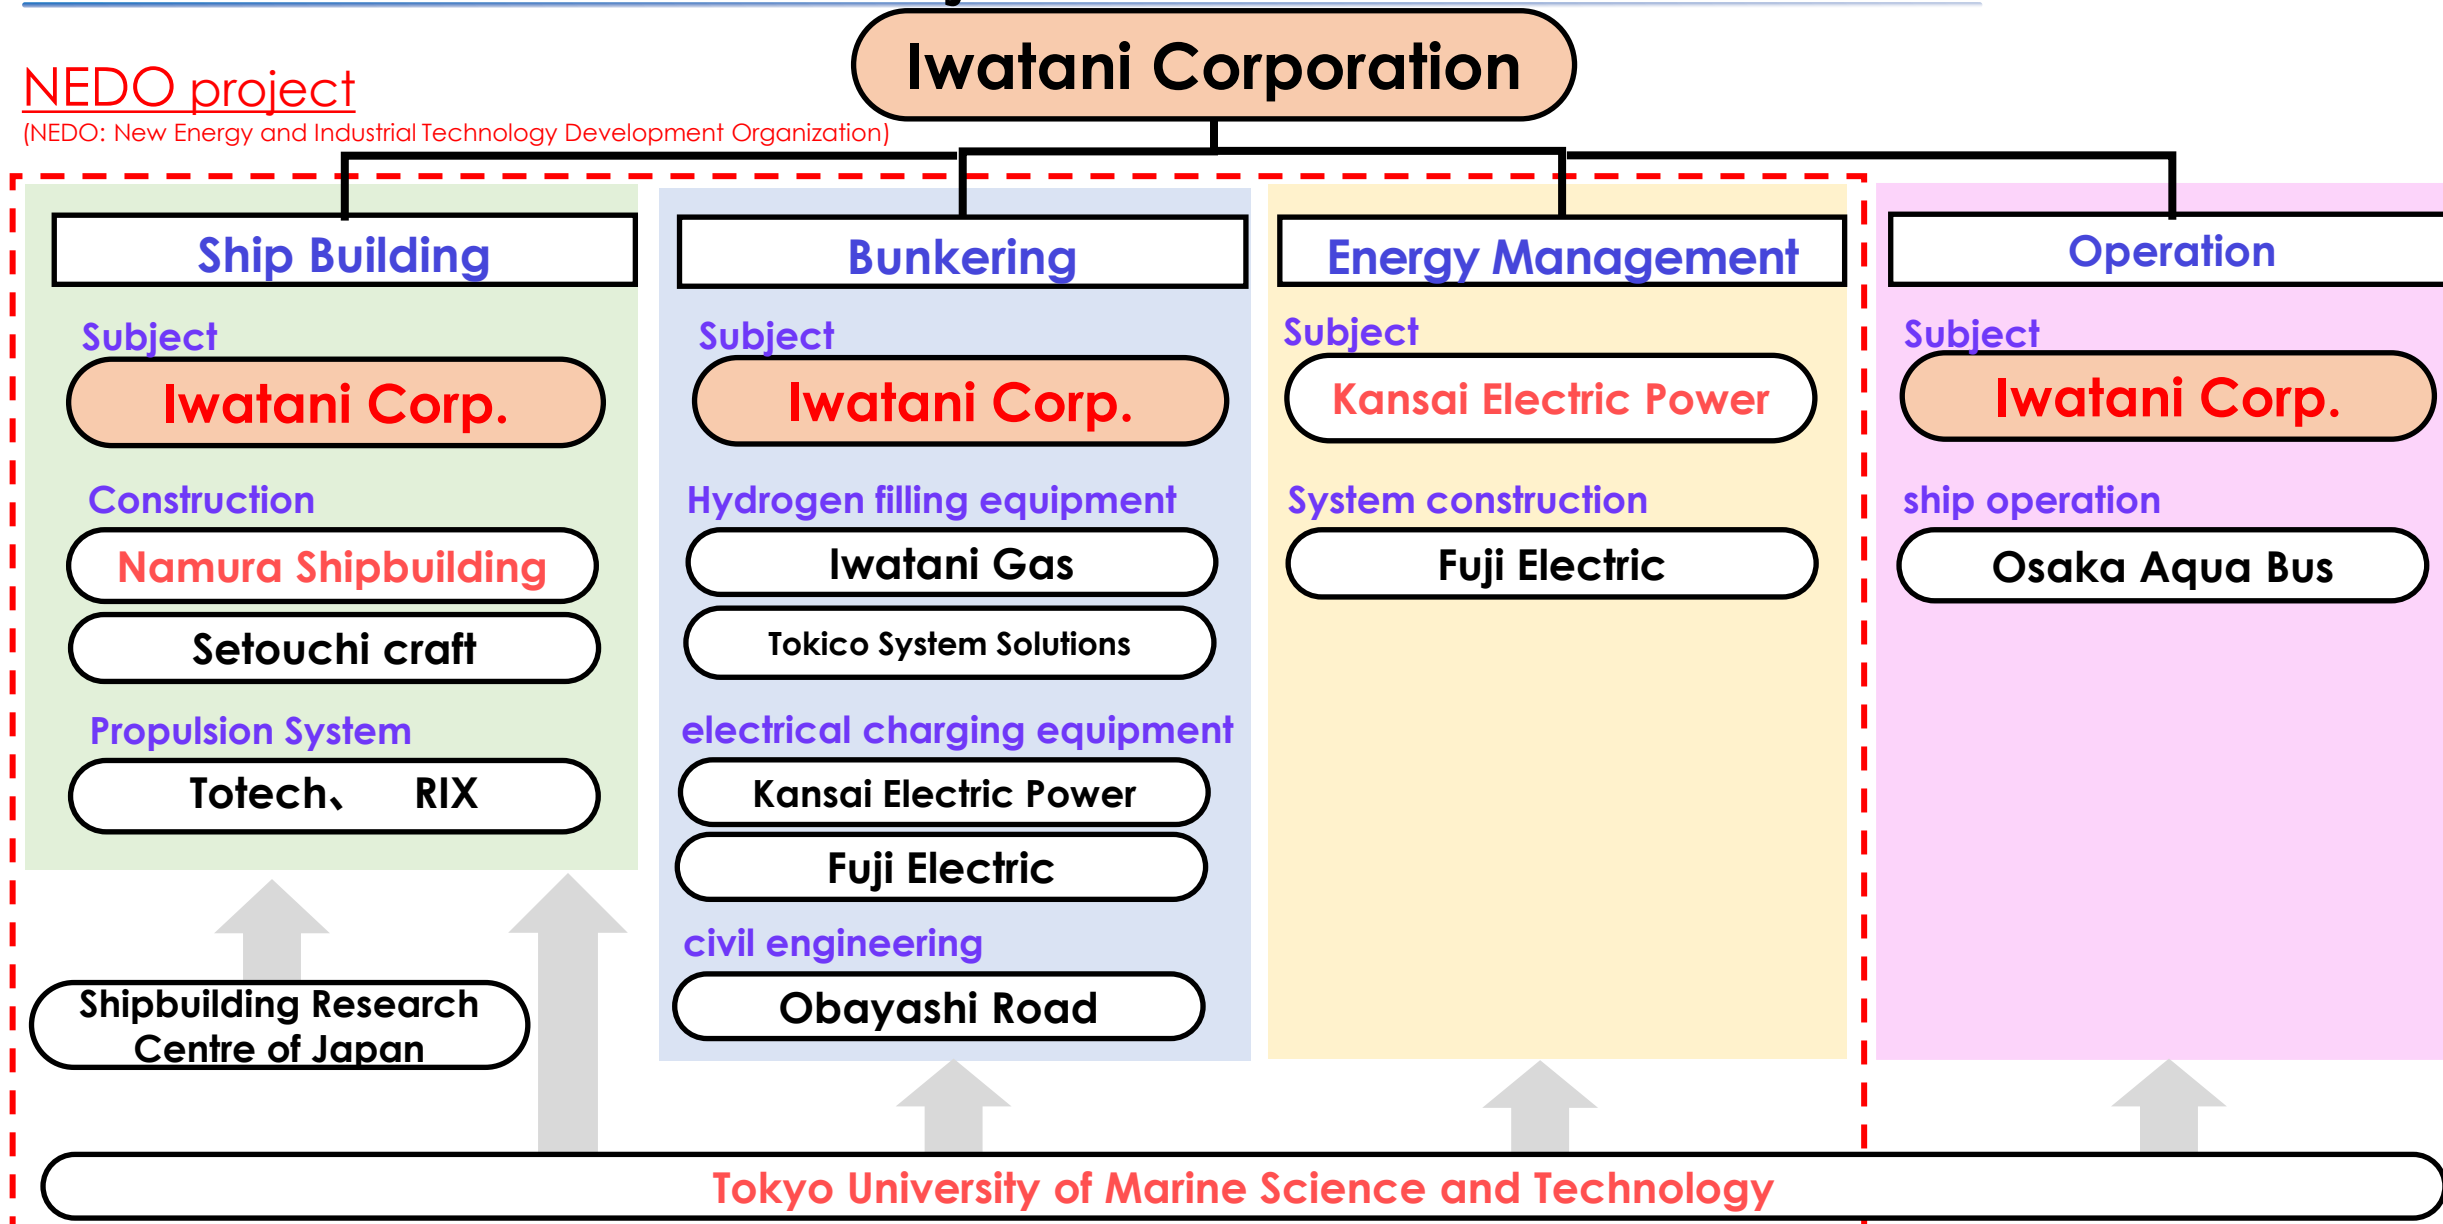 Iwatani Corporation
NEDO project
(NEDO: New Energy and Industrial Technology Development Organization)
Ship Building
Subject
Iwatani Corp.
Construction
Namura Shipbuilding
Setouchi craft
Propulsion System
Totech、 RIX
Shipbuilding Research
Centre of Japan
Bunkering
Subject
Iwatani Corp.
Hydrogen filling equipment
Iwatani Gas
Tokico System Solutions
electrical charging equipment
Kansai Electric Power
Fuji Electric
civil engineering
Obayashi Road
Energy Management
Subject
Kansai Electric Power
System construction
Fuji Electric
Operation
Subject
Iwatani Corp.
ship operation
Osaka Aqua Bus
Tokyo University of Marine Science and Technology